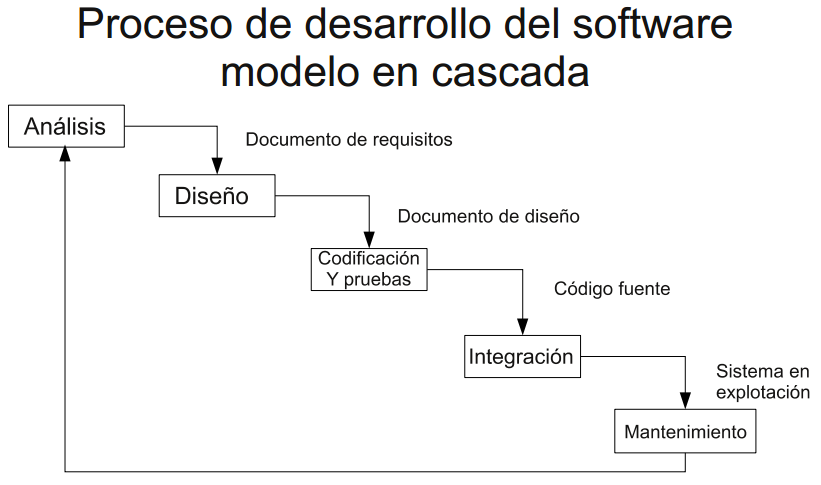 Proceso de desarrollo del software
modelo en cascada
Análisis
Documento de requisitos
Diseño
Documento de diseño
Codificación
Y pruebas
Código fuente
Integración
Sistema en
explotación
Mantenimiento